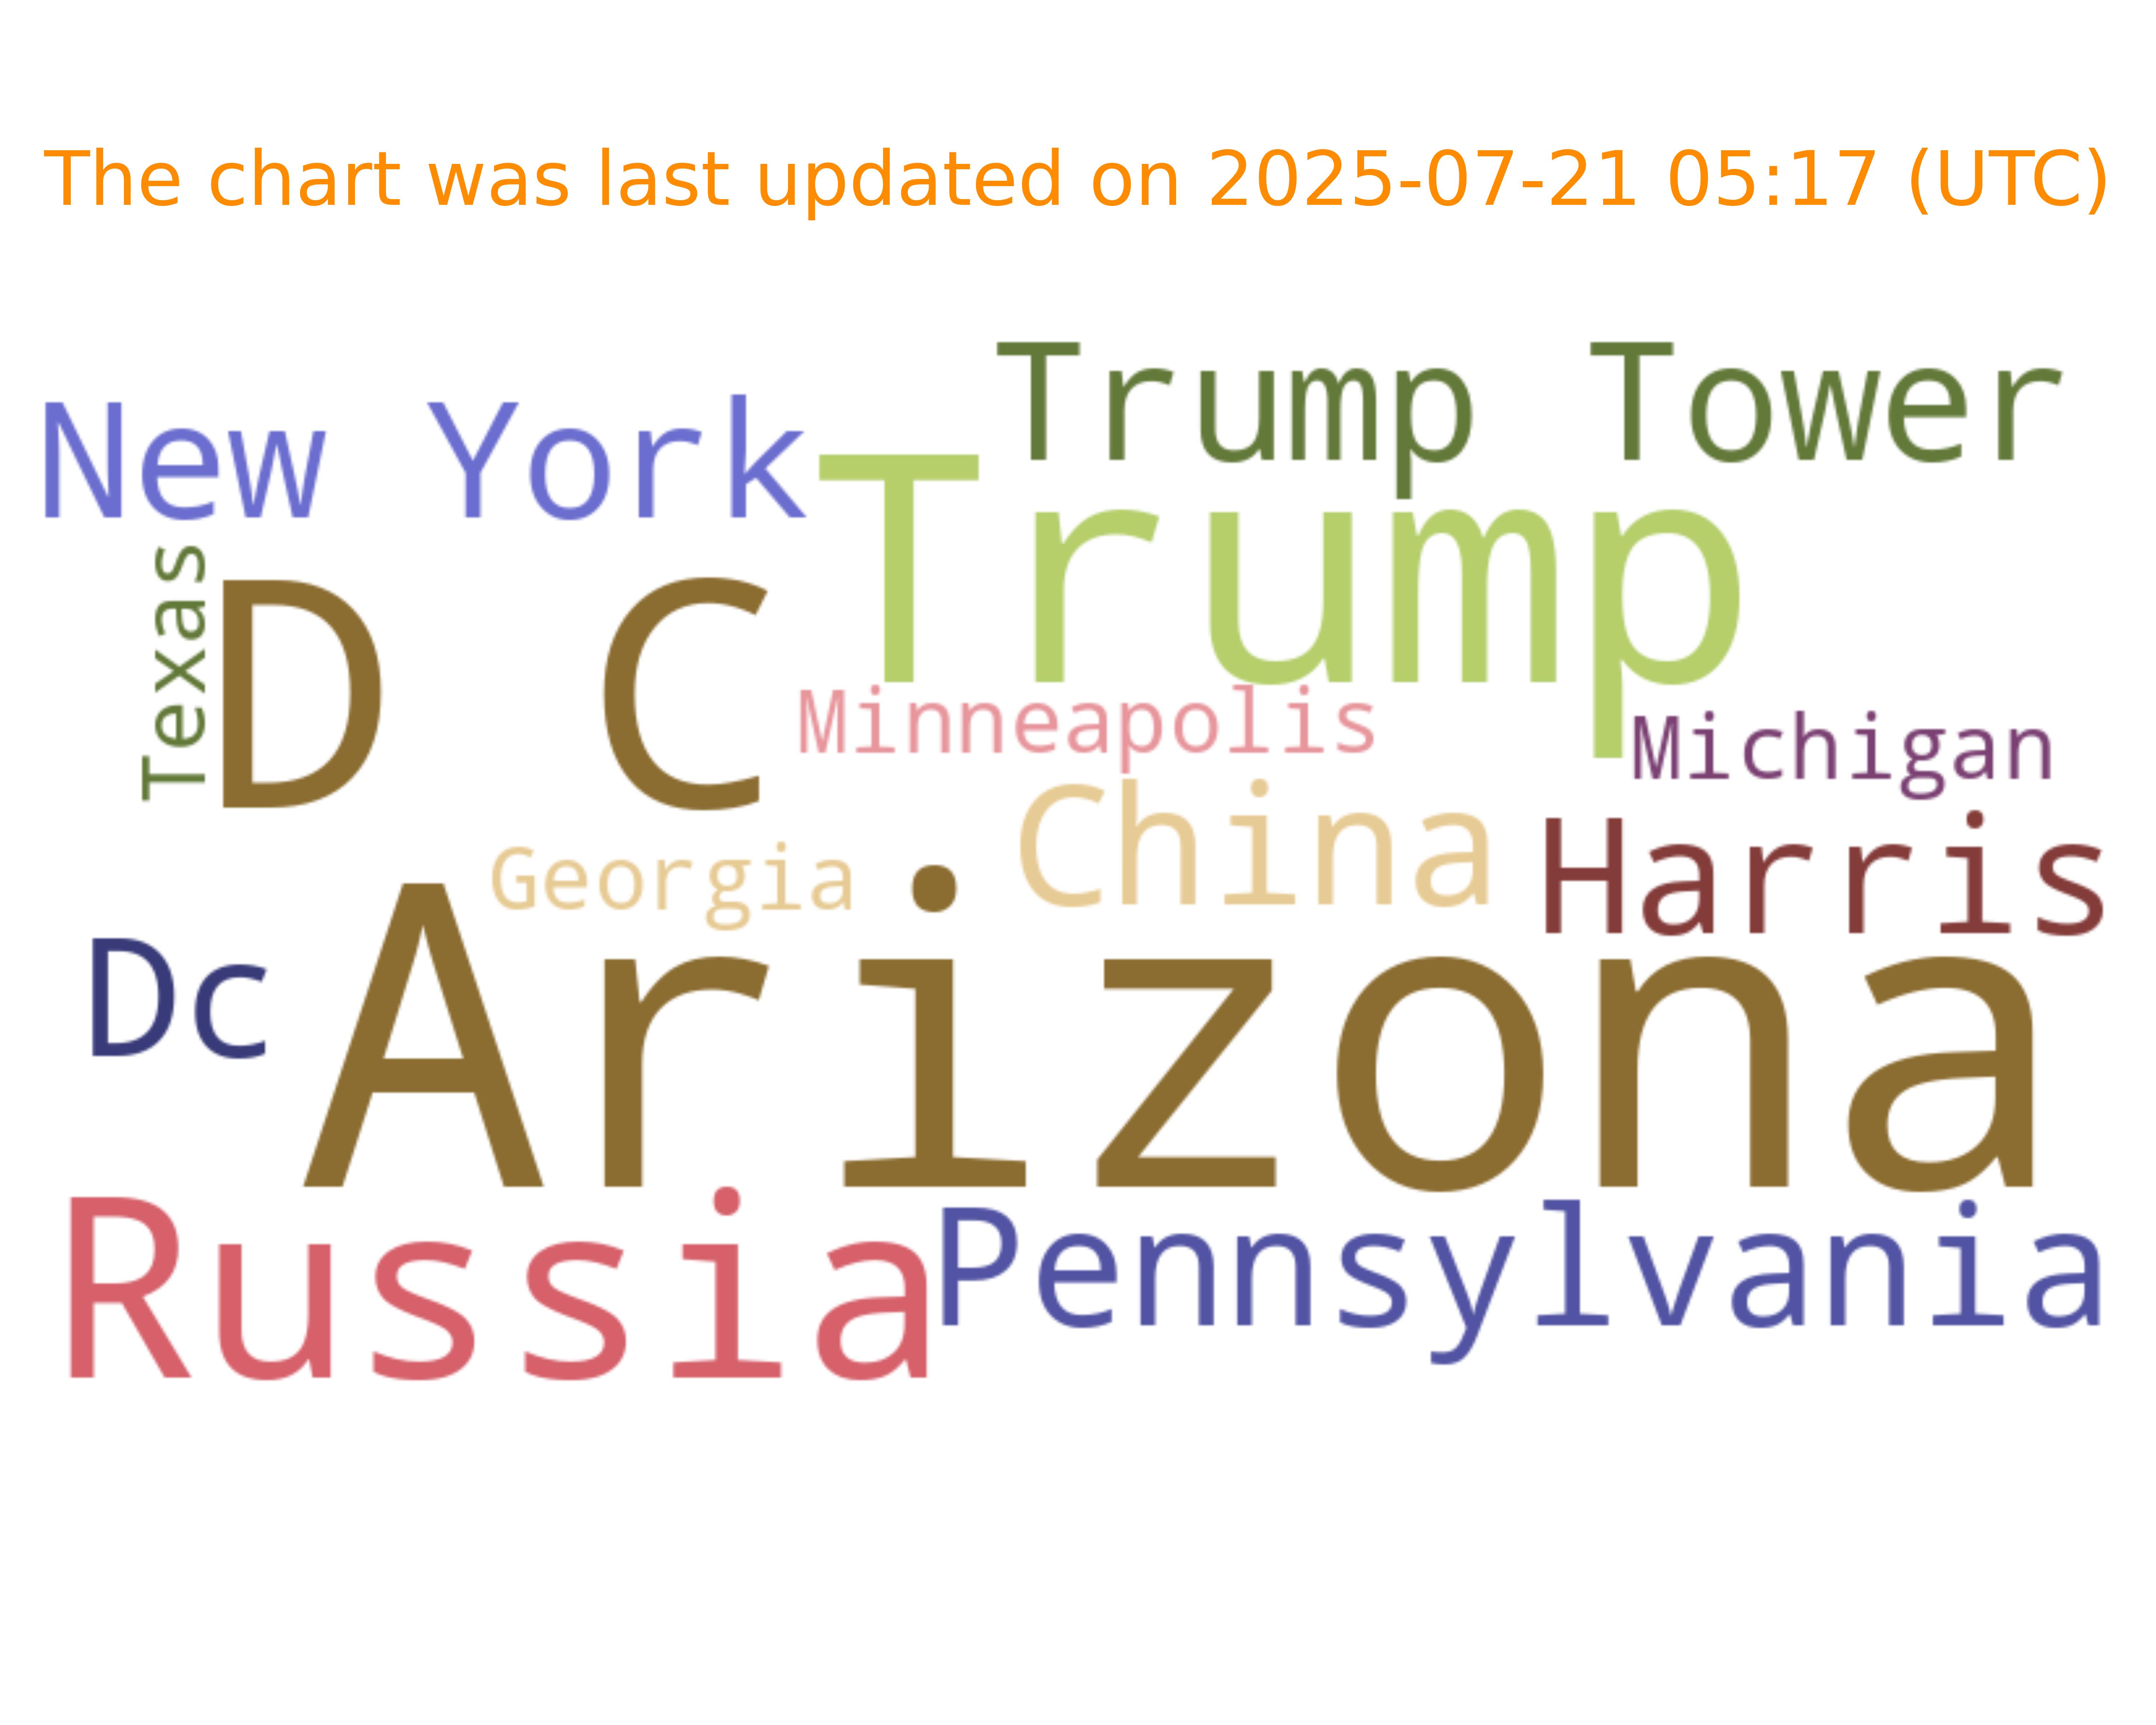 The chart was last updated on 2025-07-21 05:17 (UTC)
Trump Tower
New York
Trump
Texas
D C
Minneapolis
Michigan
China
Georgia
Harris
Dc
Arizona
Russia
Pennsylvania